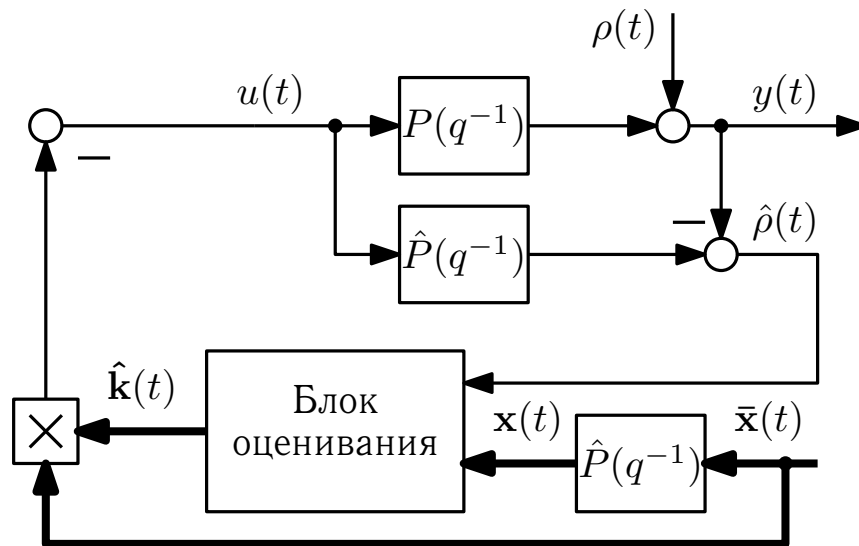 ρ(t)
u(t)
P(q⁻¹)
y(t)
−
−
P̂(q⁻¹)
ρ̂(t)
k̂(t)
Блок
оценивания
x(t)
P̂(q⁻¹)
x̄(t)
×